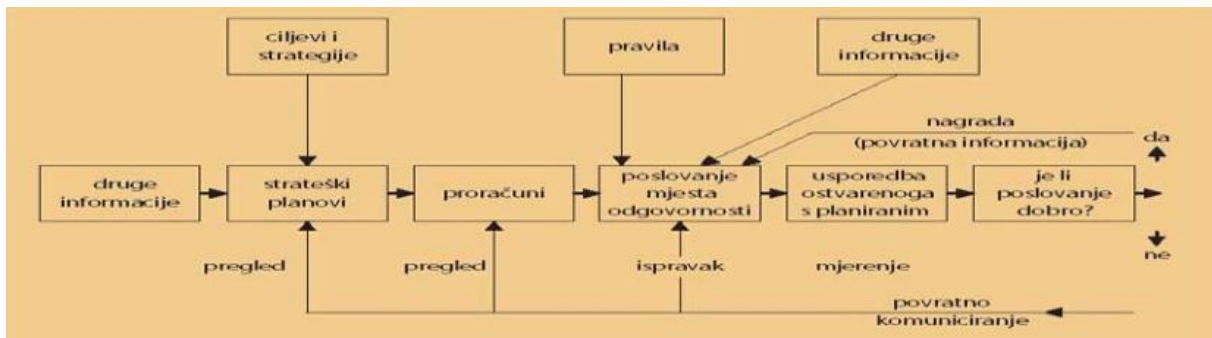 ciljevi i
strategije
pravila
druge
informacije
nagrada
(povratna informacija)
da
druge
informacije
strateški
planovi
proračuni
poslovanje
mjesta
odgovornosti
usporedba
ostvarenoga
s planiranim
je li
poslovanje
dobro?
ne
pregled
pregled
ispravak
mjerenje
povratno
komuniciranje